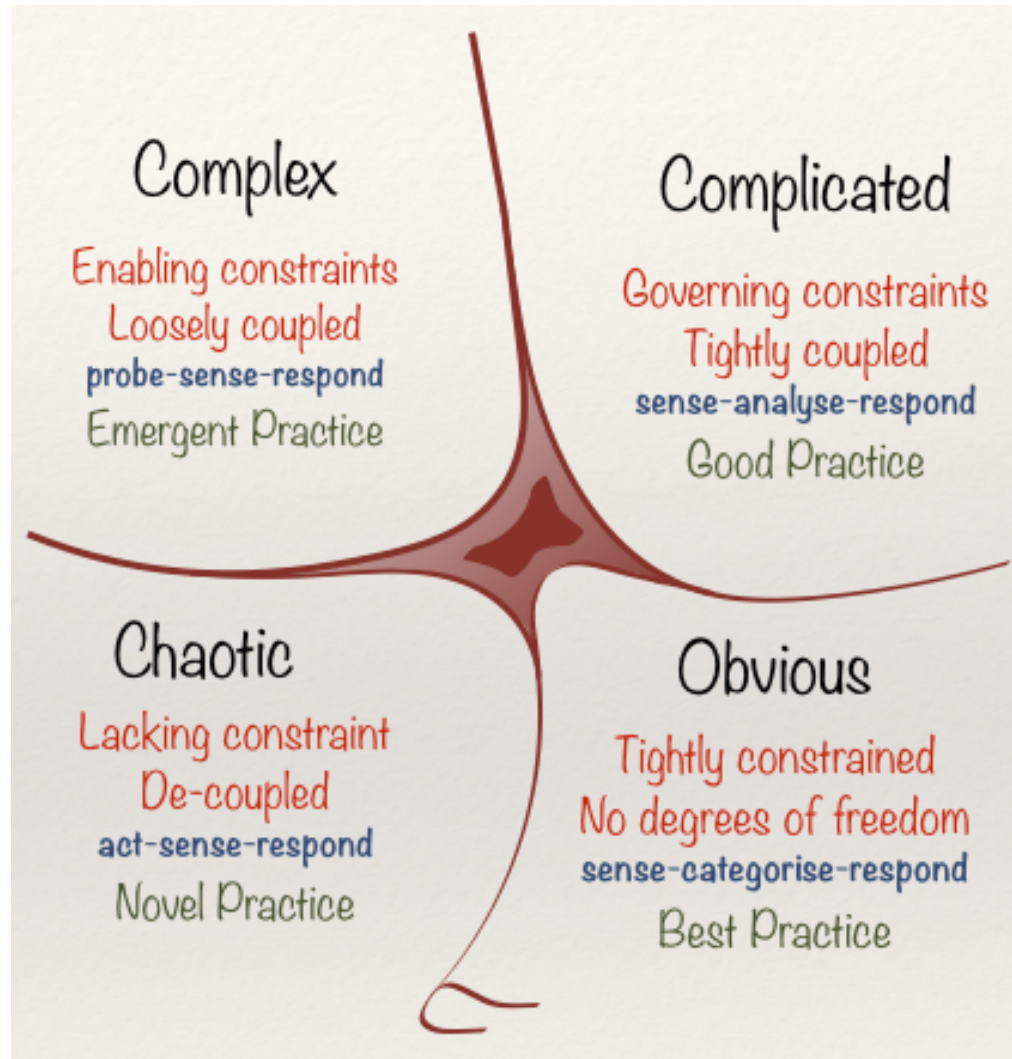 Complex
Enabling constraints
Loosely coupled
probe-sense-respond
Emergent Practice
Complicated
Governing constraints
Tightly coupled
sense-analyse-respond
Good Practice
Chaotic
Lacking constraint
De-coupled
act-sense-respond
Novel Practice
Obvious
Tightly constrained
No degrees of freedom
sense-categorise-respond
Best Practice